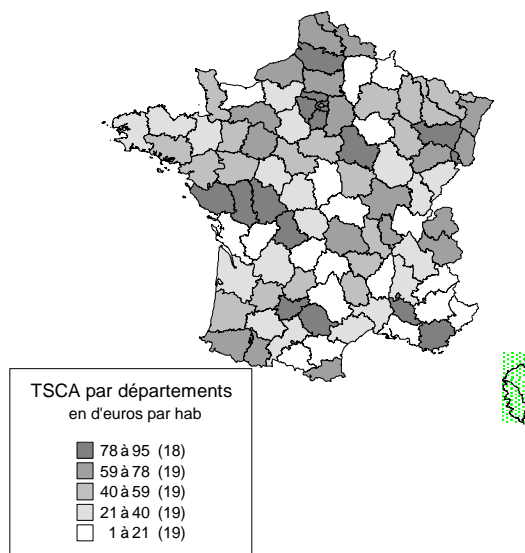 TSCA par départements
en d'euros par hab
78 à 95 (18)
59 à 78 (19)
40 à 59 (19)
21 à 40 (19)
1 à 21 (19)